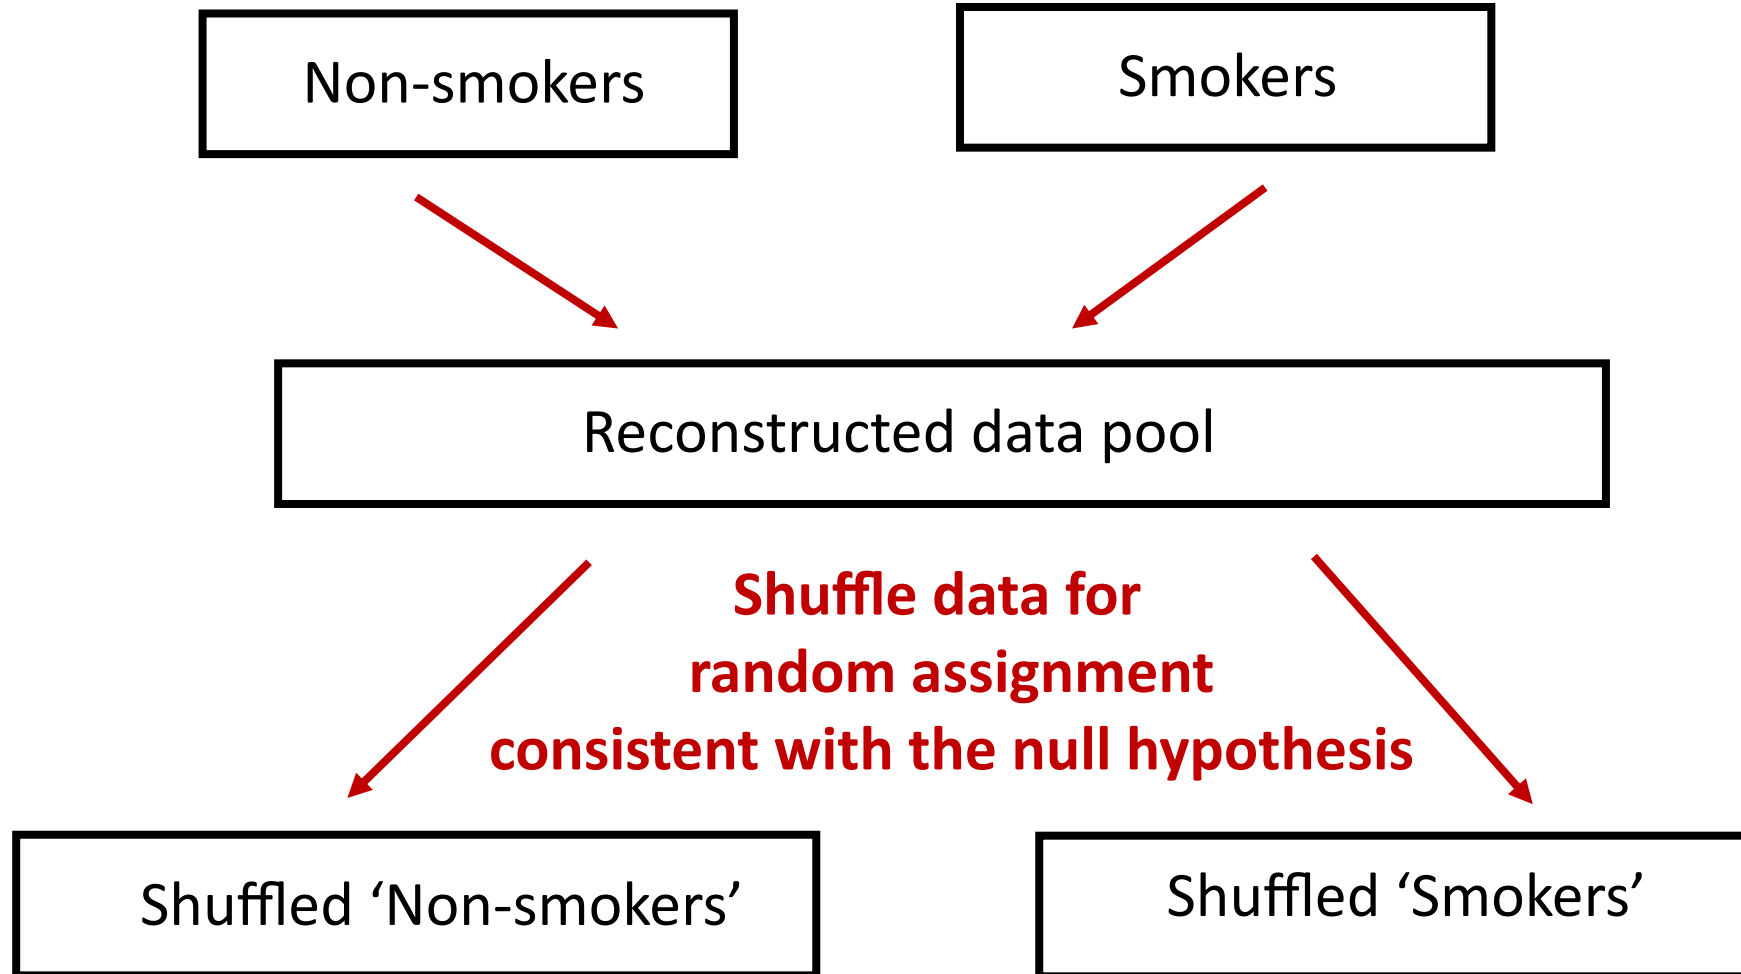 Non-smokers
Smokers
Reconstructed data pool
Shuffle data for
random assignment
consistent with the null hypothesis
Shuffled ‘Non-smokers’
Shuffled ‘Smokers’